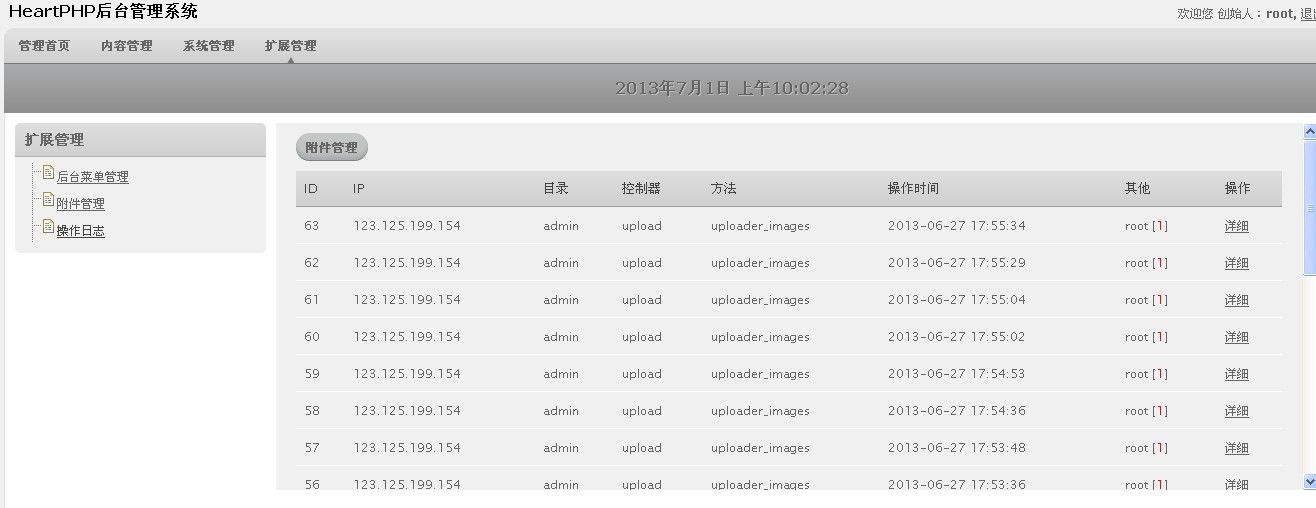 HeartPHP后台管理系统
欢迎您 创始人：root, 退出
管理首页 内容管理 系统管理 扩展管理
2013年7月1日 上午10:02:28
扩展管理
后台菜单管理
附件管理
操作日志
附件管理
ID IP 目录 控制器 方法 操作时间 其他 操作
63 123.125.199.154 admin upload uploader_images 2013-06-27 17:55:34 root [1] 详细
62 123.125.199.154 admin upload uploader_images 2013-06-27 17:55:29 root [1] 详细
61 123.125.199.154 admin upload uploader_images 2013-06-27 17:55:04 root [1] 详细
60 123.125.199.154 admin upload uploader_images 2013-06-27 17:55:02 root [1] 详细
59 123.125.199.154 admin upload uploader_images 2013-06-27 17:54:53 root [1] 详细
58 123.125.199.154 admin upload uploader_images 2013-06-27 17:54:36 root [1] 详细
57 123.125.199.154 admin upload uploader_images 2013-06-27 17:53:48 root [1] 详细
56 123.125.199.154 admin upload uploader_images 2013-06-27 17:53:36 root [1] 详细